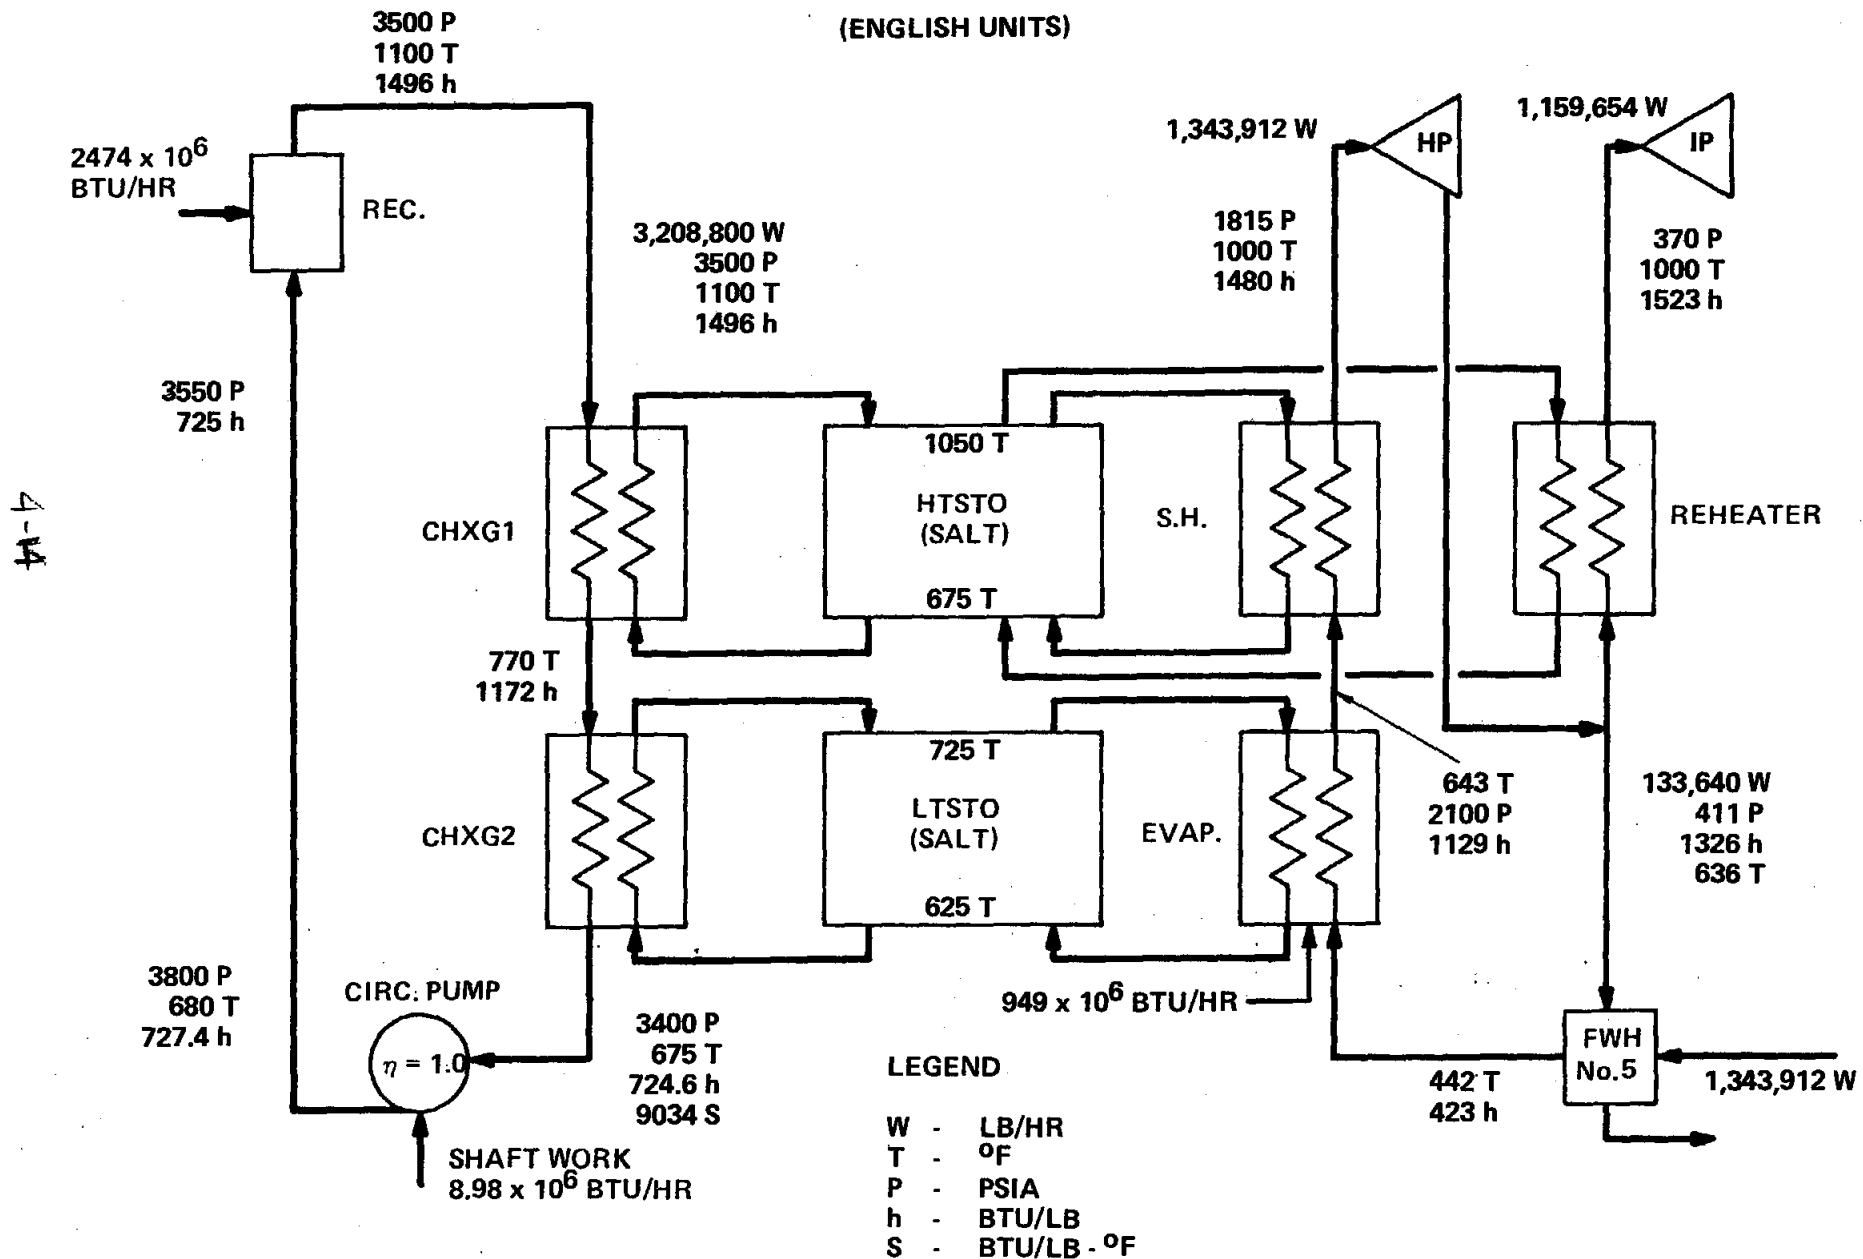 (ENGLISH UNITS)
3500 P
1100 T
1496 h
2474 x 10⁶
BTU/HR
REC.
3,208,800 W
3500 P
1100 T
1496 h
3550 P
725 h
1,343,912 W
HP
1815 P
1000 T
1480 h
1,159,654 W
IP
370 P
1000 T
1523 h
CHXG1
1050 T
HTSTO
(SALT)
675 T
S.H.
REHEATER
770 T
1172 h
CHXG2
725 T
LTSTO
(SALT)
625 T
EVAP.
643 T
2100 P
1129 h
133,640 W
411 P
1326 h
636 T
3800 P
680 T
727.4 h
CIRC. PUMP
η = 1.0
3400 P
675 T
724.6 h
9034 S
SHAFT WORK
8.98 x 10⁶ BTU/HR
949 x 10⁶ BTU/HR
442 T
423 h
FWH
No.5
1,343,912 W
LEGEND
W - LB/HR
T - ºF
P - PSIA
h - BTU/LB
S - BTU/LB - ºF
4-14